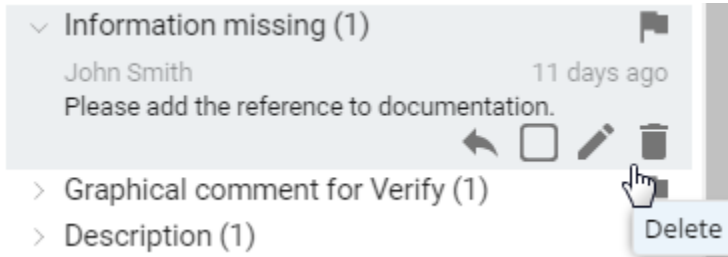 Information missing (1)
John Smith 11 days ago
Please add the reference to documentation.
Graphical comment for Verify (1)
Delete
Description (1)